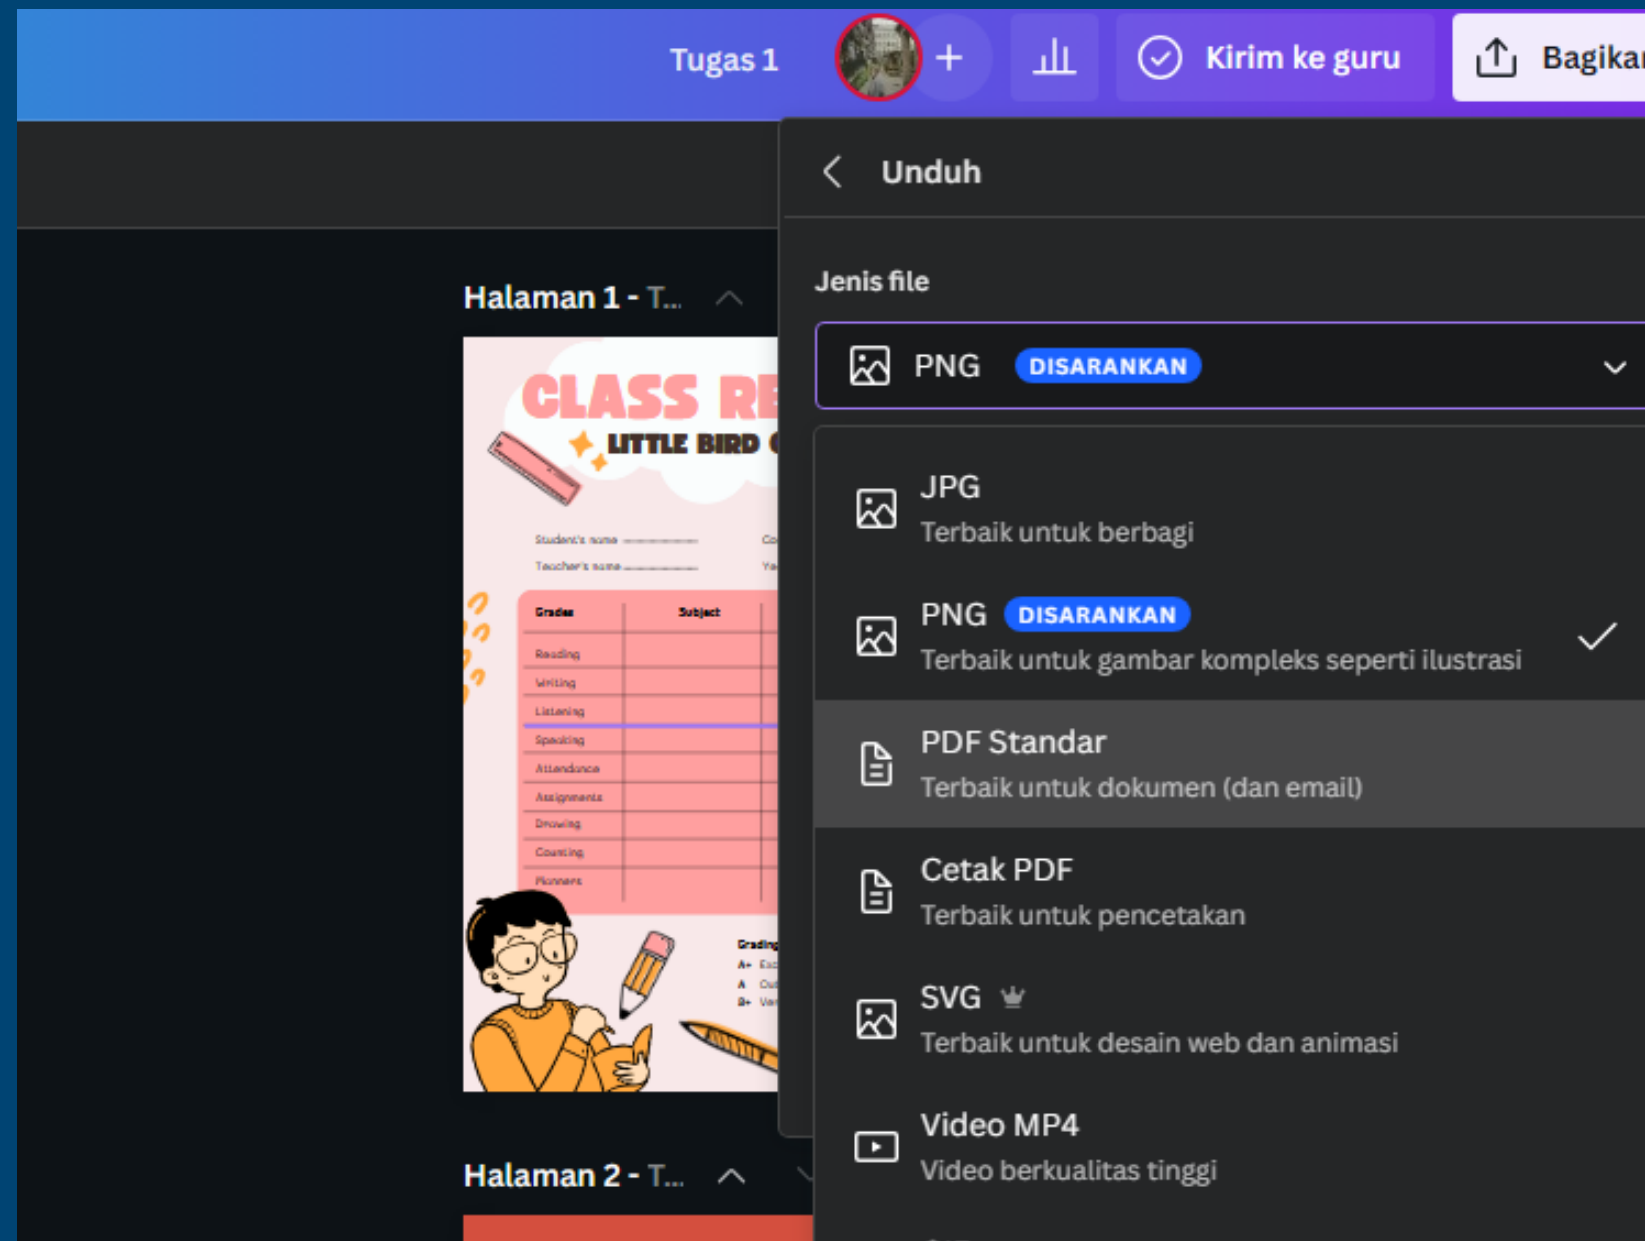 Tugas 1
+
Kirim ke guru
Unduh
Jenis file
PNG DISARANKAN
JPG
Terbaik untuk berbagi
PNG DISARANKAN
Terbaik untuk gambar kompleks seperti ilustrasi
PDF Standar
Terbaik untuk dokumen (dan email)
Cetak PDF
Terbaik untuk pencetakan
SVG
Terbaik untuk desain web dan animasi
Video MP4
Video berkualitas tinggi
Halaman 1 - T...
CLASS
LITTLE BIRD
Student's name
Teacher's name
Grades Subject
Reading
Writing
Listening
Speaking
Attendance
Assignments
Drawing
Counting
Manners
Grading
A+
A
B+
Halaman 2 - T...